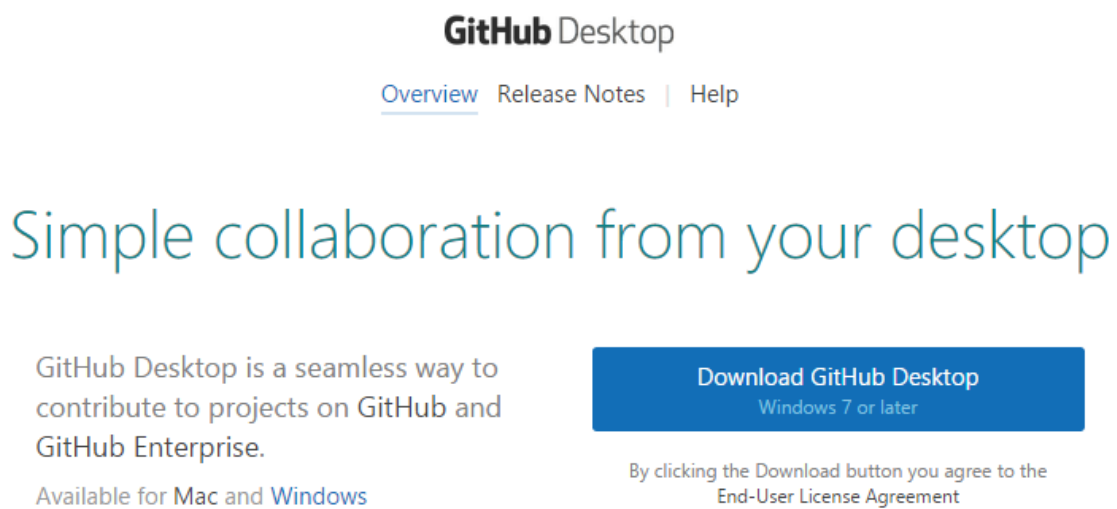 GitHub Desktop
Overview Release Notes | Help
Simple collaboration from your desktop
GitHub Desktop is a seamless way to
contribute to projects on GitHub and
GitHub Enterprise.
Available for Mac and Windows
Download GitHub Desktop
Windows 7 or later
By clicking the Download button you agree to the
End-User License Agreement